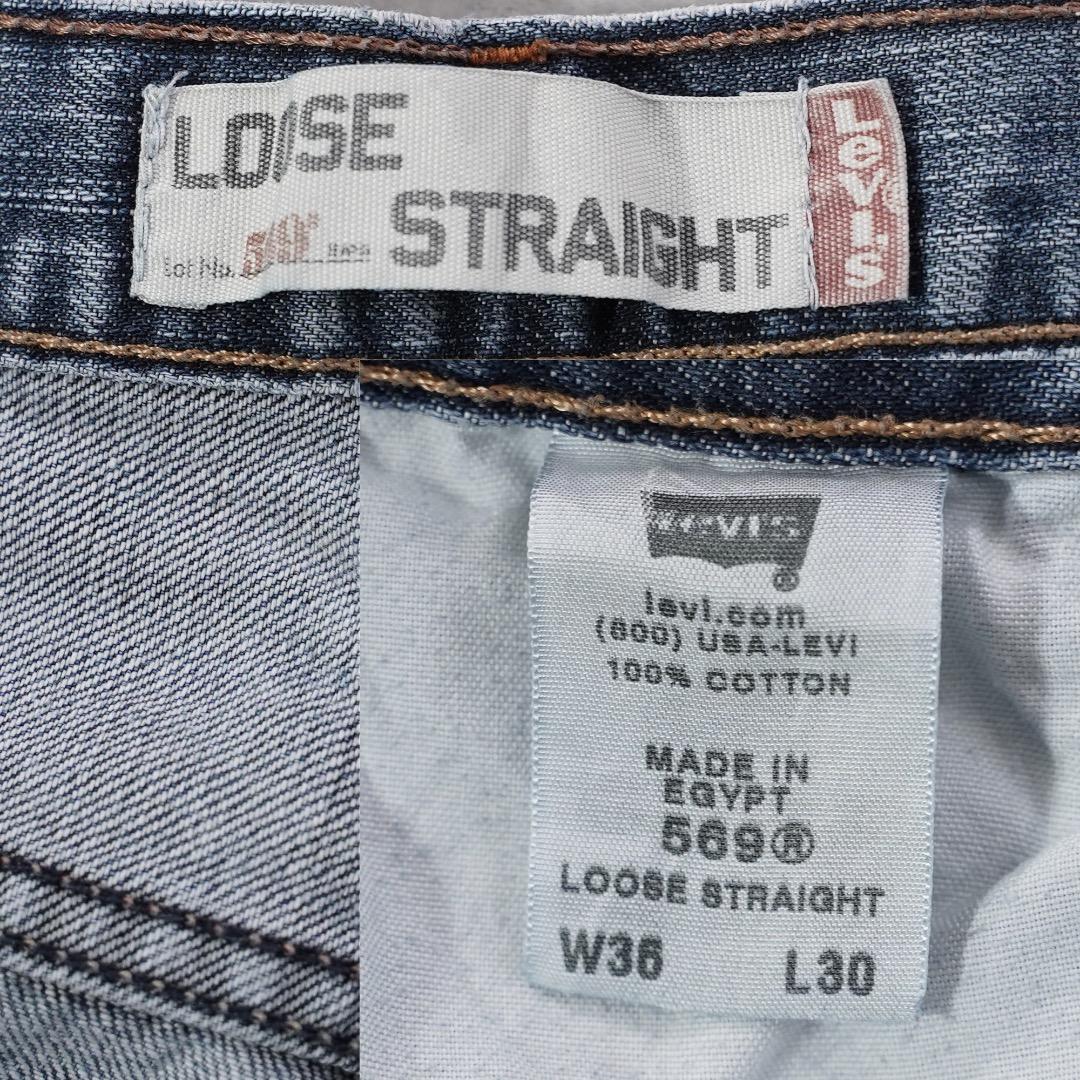 LOOSE
STRAIGHT
Lot No. 569®
LEVI'S
LEVI'S
®
levi.com
(800) USA-LEVI
100% COTTON
MADE IN
EGYPT
569®
LOOSE STRAIGHT
W36 L30